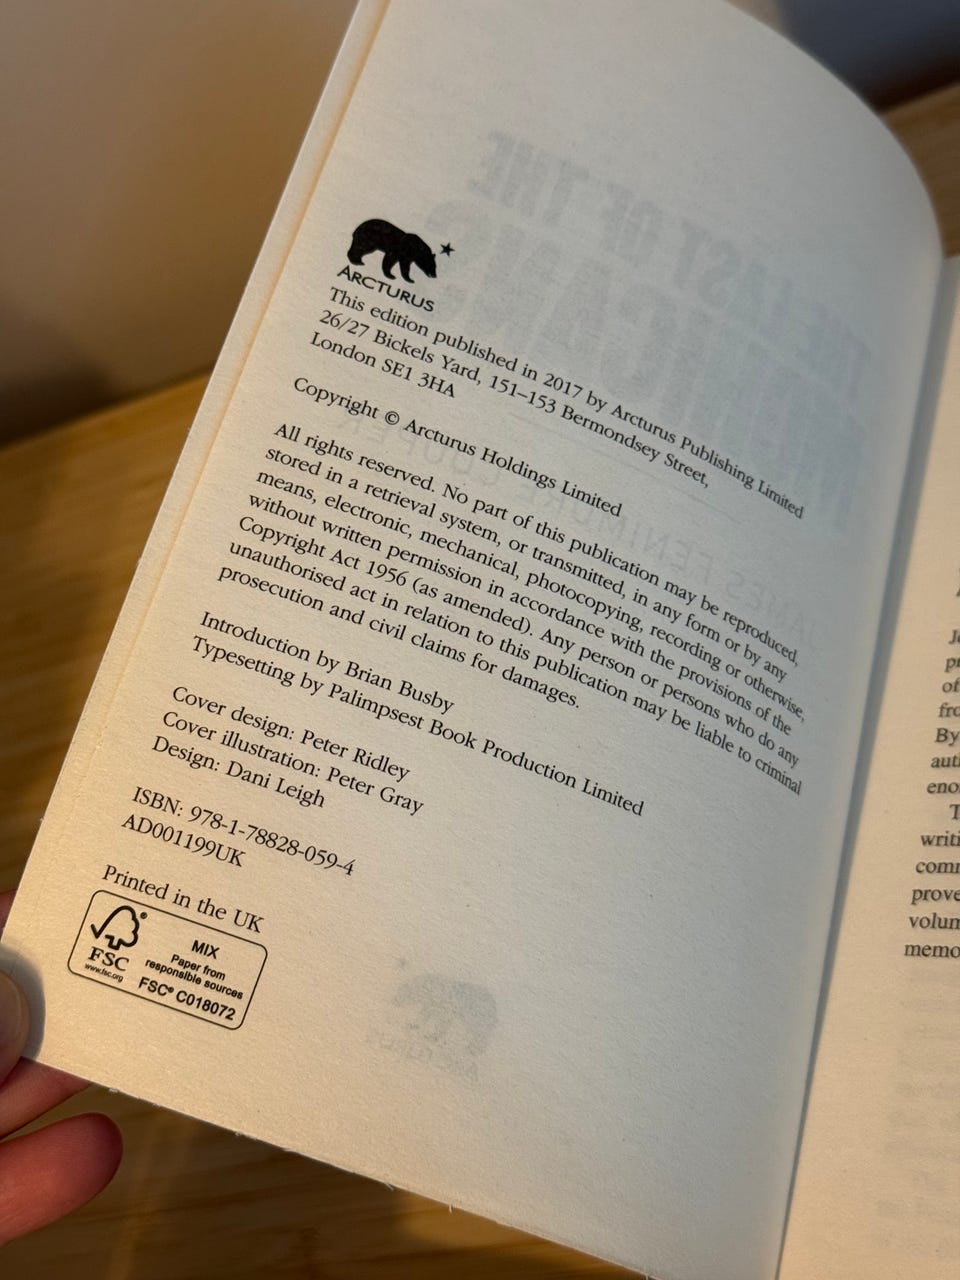 ARCTURUS
This edition published in 2017 by Arcturus Publishing Limited
26/27 Bickels Yard, 151–153 Bermondsey Street,
London SE1 3HA
Copyright © Arcturus Holdings Limited
All rights reserved. No part of this publication may be reproduced,
stored in a retrieval system, or transmitted, in any form or by any
means, electronic, mechanical, photocopying, recording or otherwise,
without written permission in accordance with the provisions of the
Copyright Act 1956 (as amended). Any person or persons who do any
unauthorised act in relation to this publication may be liable to criminal
prosecution and civil claims for damages.
Introduction by Brian Busby
Typesetting by Palimpsest Book Production Limited
Cover design: Peter Ridley
Cover illustration: Peter Gray
Design: Dani Leigh
ISBN: 978-1-78828-059-4
AD001199UK
Printed in the UK
FSC
www.fsc.org
MIX
Paper from
responsible sources
FSC® C018072
of
By